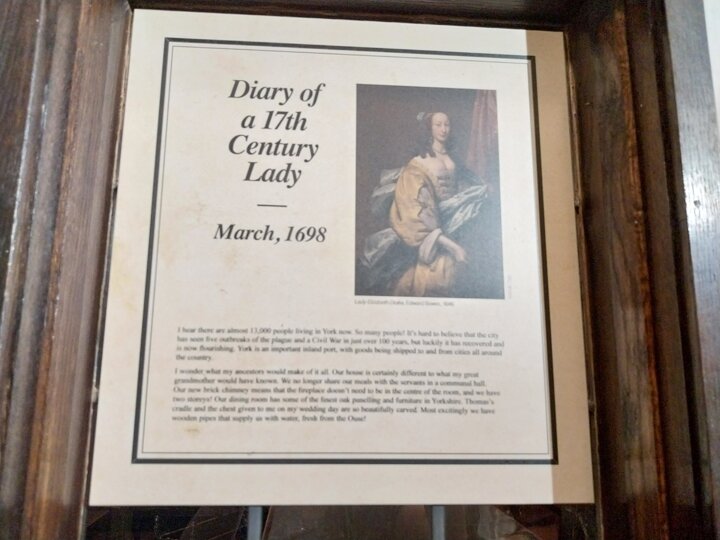 Diary of
a 17th
Century
Lady
March, 1698
I hear there are almost 13,000 people living in York now. So many people! It's hard to believe that the city
has seen five outbreaks of the plague and a Civil War in just over 100 years, but luckily it has recovered and
is now flourishing. York is an important inland port, with goods being shipped to and from cities all around
the country.
I wonder what my ancestors would make of it all. Our house is certainly different to what my great
grandmother would have known. We no longer share our meals with the servants in a communal hall.
Our new brick chimney means that the fireplace doesn't need to be in the centre of the room, and we have
two storeys! Our dining room has some of the finest oak panelling and furniture in Yorkshire. Thomas's
cradle and the chest given to me on my wedding day are so beautifully carved. Most excitingly we have
wooden pipes that supply us with water, fresh from the Ouse!